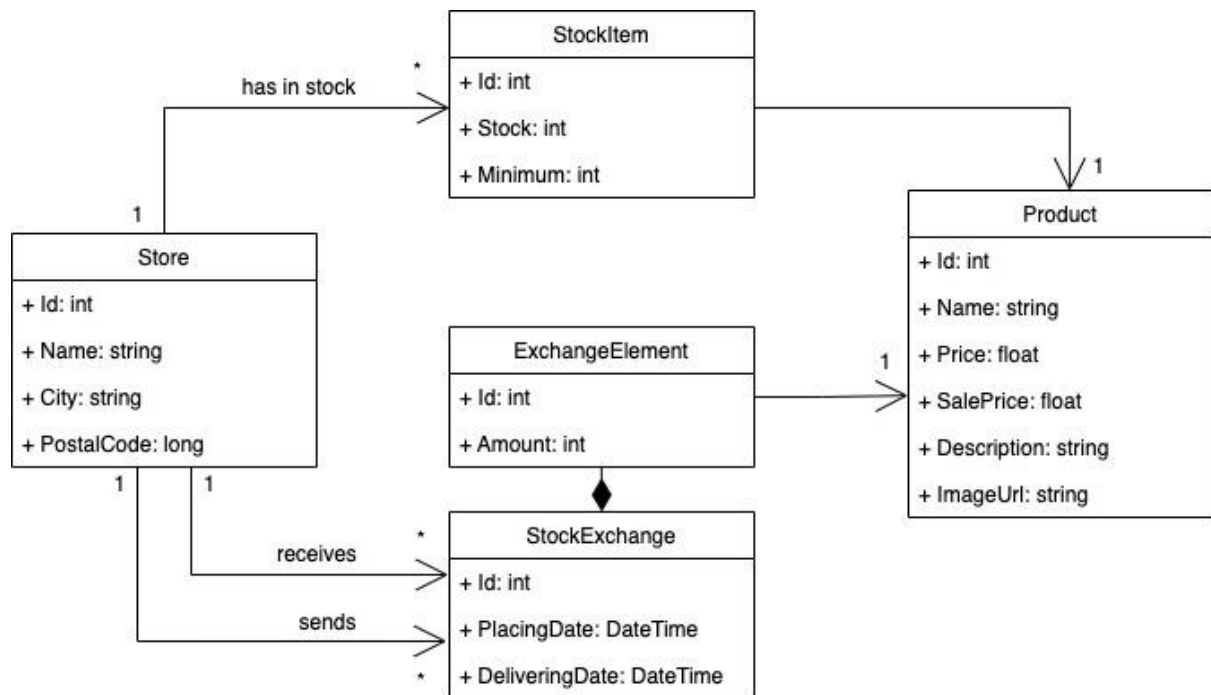 StockItem
+ Id: int
+ Stock: int
+ Minimum: int
*
has in stock
1
1
Store
+ Id: int
+ Name: string
+ City: string
+ PostalCode: long
Product
+ Id: int
+ Name: string
+ Price: float
+ SalePrice: float
+ Description: string
+ ImageUrl: string
ExchangeElement
+ Id: int
+ Amount: int
1
1
1
*
receives
sends
*
StockExchange
+ Id: int
+ PlacingDate: DateTime
+ DeliveringDate: DateTime